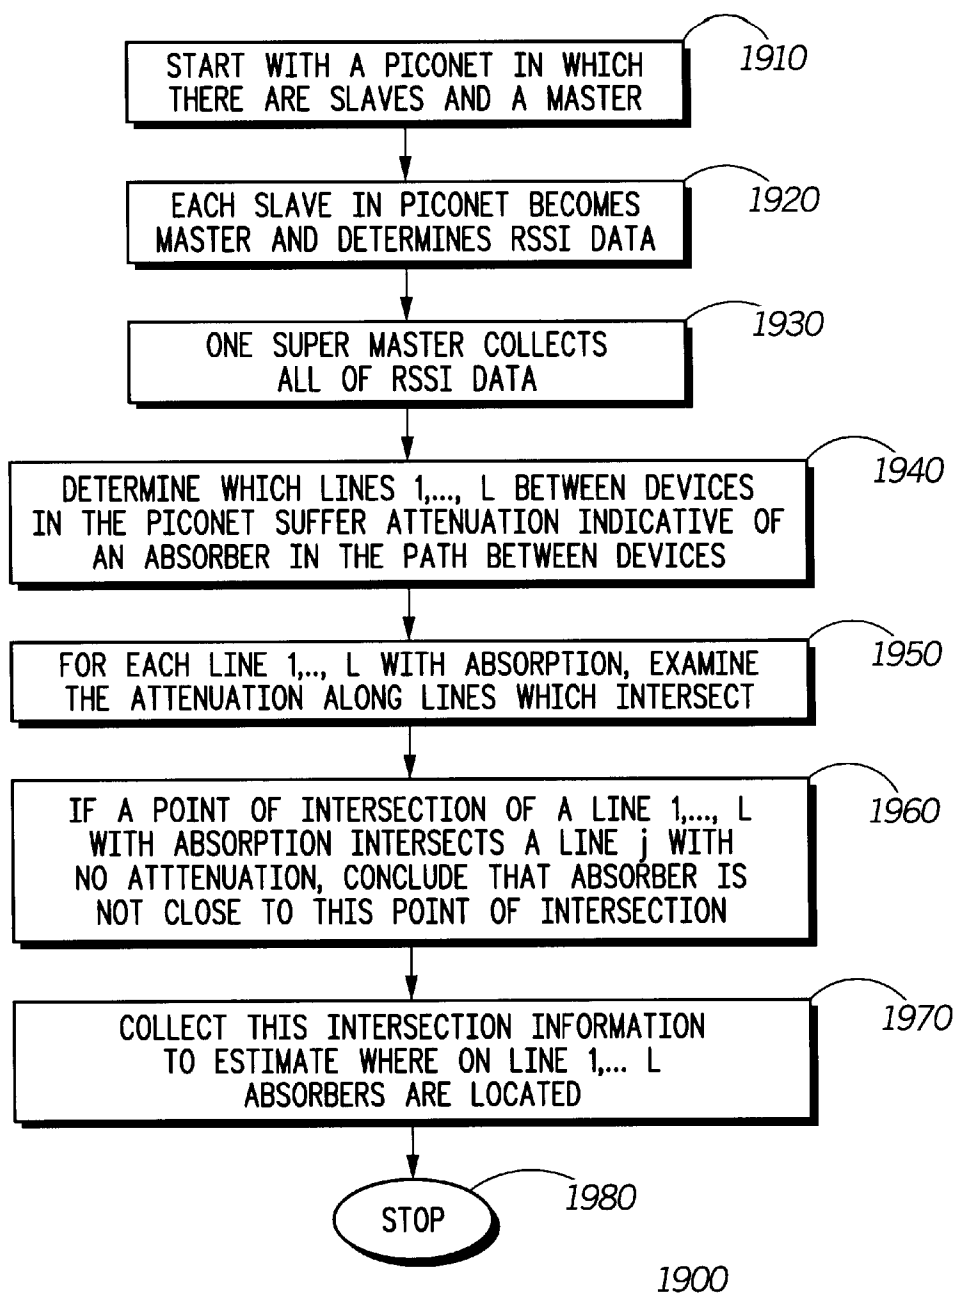 START WITH A PICONET IN WHICH
THERE ARE SLAVES AND A MASTER
1910
EACH SLAVE IN PICONET BECOMES
MASTER AND DETERMINES RSSI DATA
1920
ONE SUPER MASTER COLLECTS
ALL OF RSSI DATA
1930
DETERMINE WHICH LINES 1,..., L BETWEEN DEVICES
IN THE PICONET SUFFER ATTENUATION INDICATIVE OF
AN ABSORBER IN THE PATH BETWEEN DEVICES
1940
FOR EACH LINE 1,.., L WITH ABSORPTION, EXAMINE
THE ATTENUATION ALONG LINES WHICH INTERSECT
1950
IF A POINT OF INTERSECTION OF A LINE 1,..., L
WITH ABSORPTION INTERSECTS A LINE j WITH
NO ATTTENUATION, CONCLUDE THAT ABSORBER IS
NOT CLOSE TO THIS POINT OF INTERSECTION
1960
COLLECT THIS INTERSECTION INFORMATION
TO ESTIMATE WHERE ON LINE 1,... L
ABSORBERS ARE LOCATED
1970
STOP
1980
1900